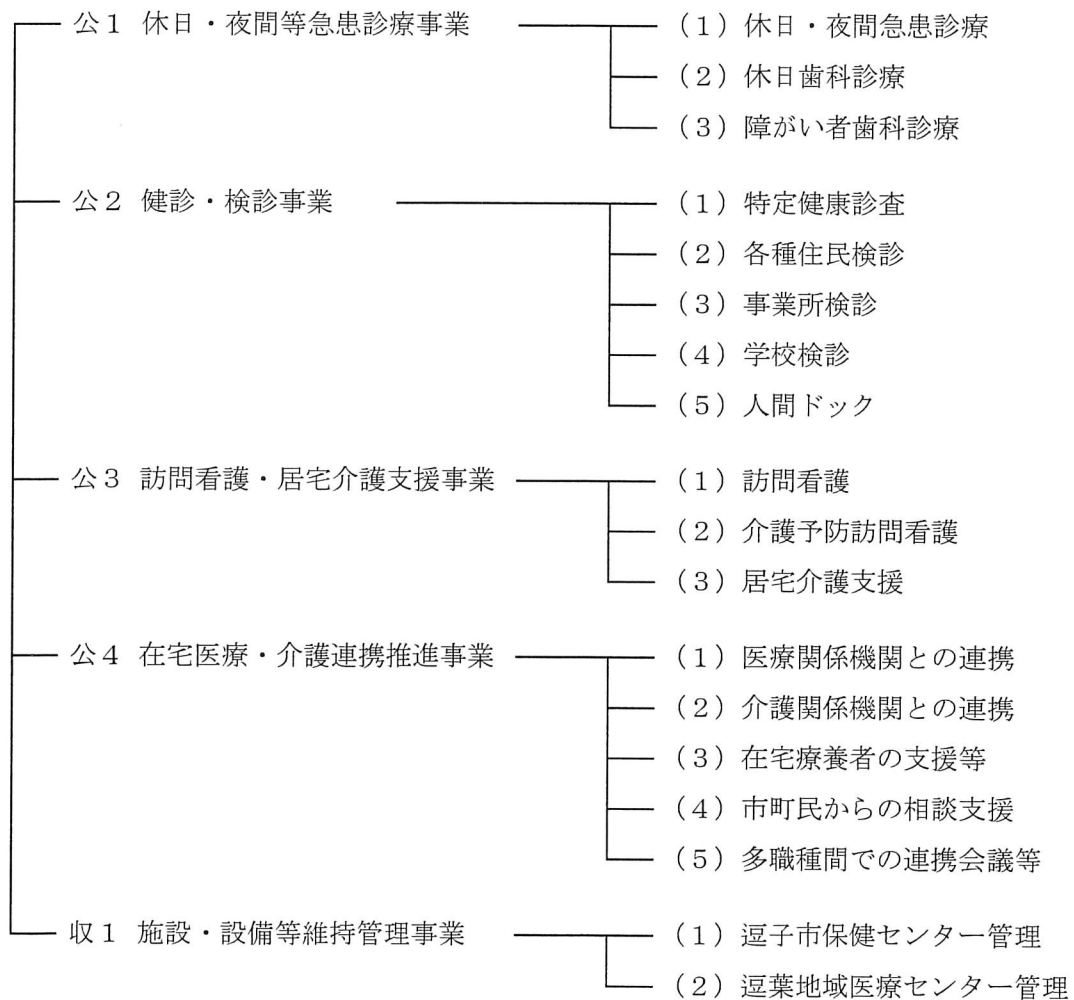 公１ 休日・夜間等急患診療事業 （１）休日・夜間急患診療
（２）休日歯科診療
（３）障がい者歯科診療
公２ 健診・検診事業 （１）特定健康診査
（２）各種住民検診
（３）事業所検診
（４）学校検診
（５）人間ドック
公３ 訪問看護・居宅介護支援事業 （１）訪問看護
（２）介護予防訪問看護
（３）居宅介護支援
公４ 在宅医療・介護連携推進事業 （１）医療関係機関との連携
（２）介護関係機関との連携
（３）在宅療養者の支援等
（４）市町民からの相談支援
（５）多職種間での連携会議等
収１ 施設・設備等維持管理事業 （１）逗子市保健センター管理
（２）逗葉地域医療センター管理